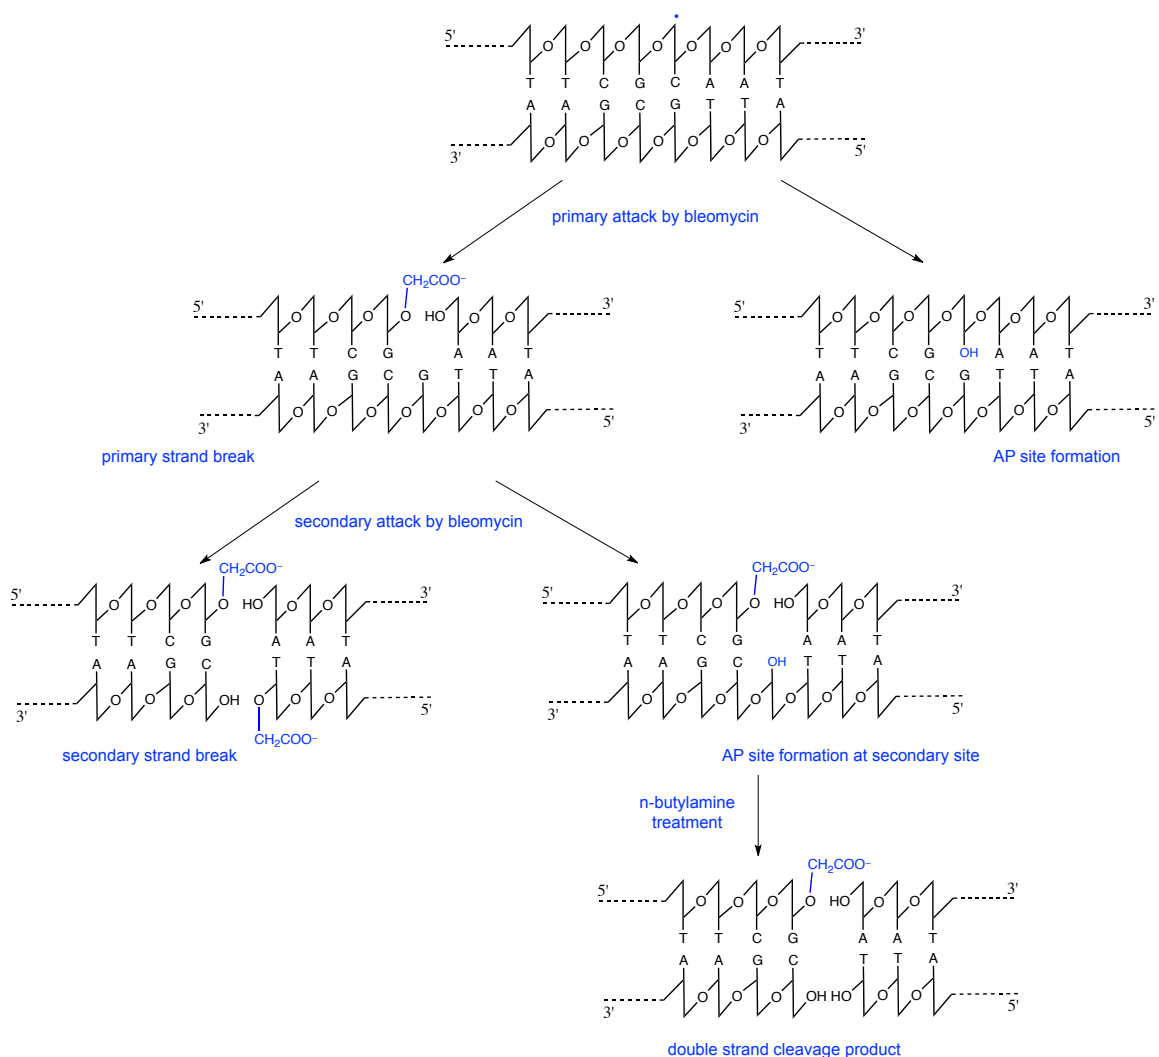 5' O O O O O O O 3'
T T C G C A A T
A A G C G T T A
3' O O O O O O O 5'
primary attack by bleomycin
CH₂COO⁻
5' O O O O HO O O 3'
T T C G A A T
A A G C G T T A
3' O O O O O O O 5'
primary strand break
5' O O O O O O O 3'
T T C G OH A A T
A A G C G T T A
3' O O O O O O O 5'
AP site formation
secondary attack by bleomycin
CH₂COO⁻
5' O O O O HO O O 3'
T T C G A A T
A A G C T T A
3' O O O OH O O O 5'
CH₂COO⁻
secondary strand break
CH₂COO⁻
5' O O O O HO O O 3'
T T C G A A T
A A G C OH T T A
3' O O O O O O O 5'
AP site formation at secondary site
n-butylamine
treatment
CH₂COO⁻
5' O O O O HO O O 3'
T T C G A A T
A A G C T T A
3' O O O OH HO O O 5'
double strand cleavage product